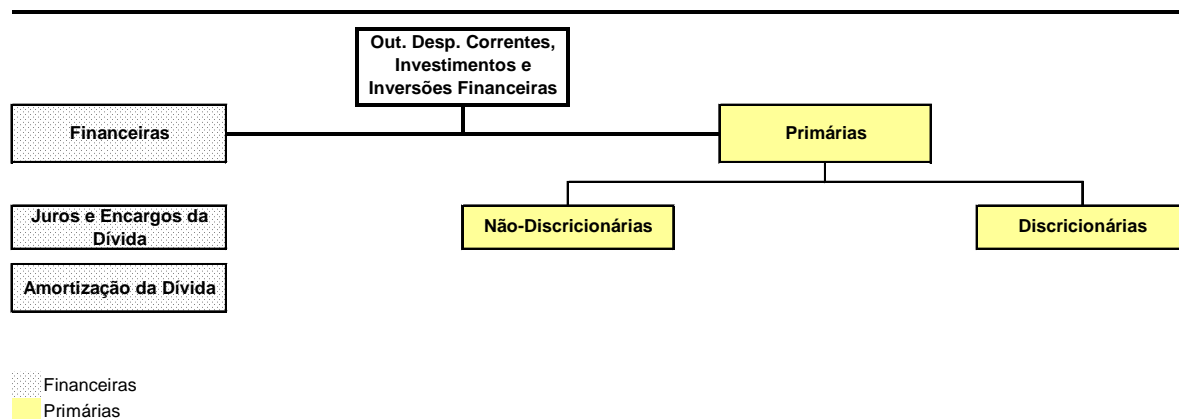 Out. Desp. Correntes,
Investimentos e
Inversões Financeiras
Financeiras
Primárias
Juros e Encargos da
Dívida
Não-Discricionárias
Discricionárias
Amortização da Dívida
Financeiras
Primárias